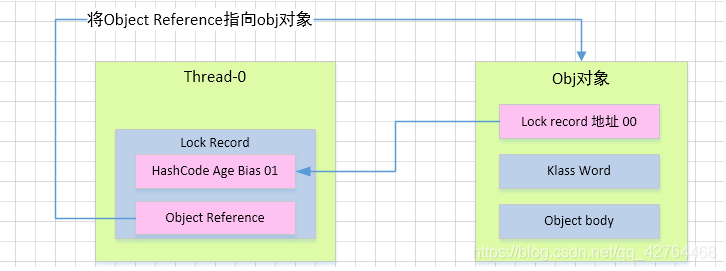 将Object Reference指向obj对象
Thread-0
Lock Record
HashCode Age Bias 01
Object Reference
Obj对象
Lock record 地址 00
Klass Word
Object body
https://blog.csdn.net/qq_42764468